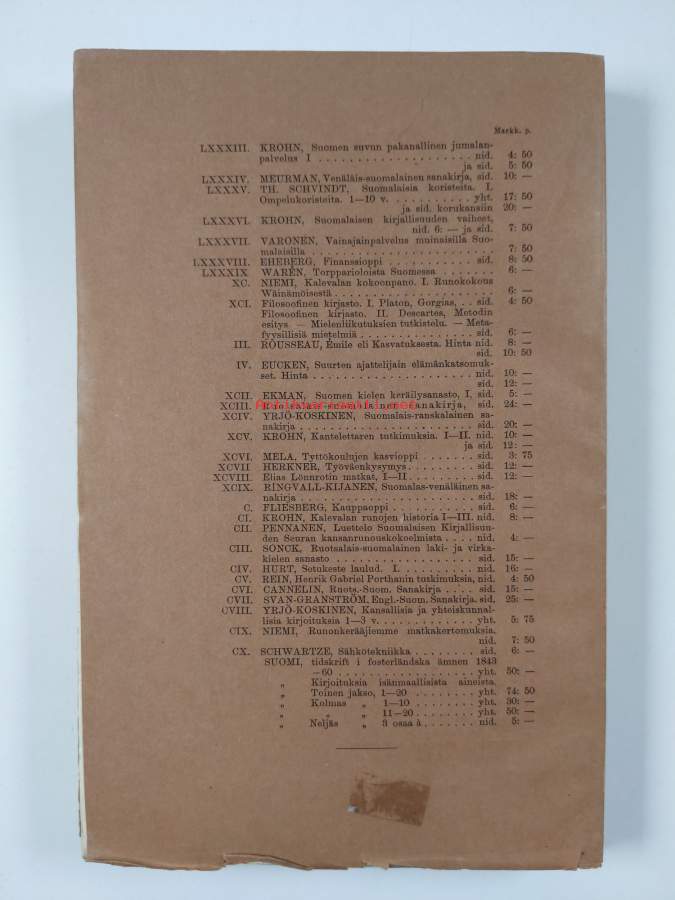 Markk. p.
LXXXIII. KROHN, Suomen suvun pakanallinen jumalan-
palvelus I . . . . . . . . . . . . . . . . nid. 4: 50
ja sid. 5: 50
LXXXIV. MEURMAN, Venäläis-suomalainen sanakirja, sid. 10: —
LXXXV. TH. SCHVINDT, Suomalaisia koristeita. I.
Ompelukoristeita. 1—10 v. . . . . . . . . . yht. 17: 50
ja sid. korukansiin 20: —
LXXXVI. KROHN, Suomalaisen kirjallisuuden vaiheet,
nid. 6: — ja sid. 7: 50
LXXXVII. VARONEN, Vainajainpalvelus muinaisilla Suo-
malaisilla . . . . . . . . . . . . . . . . . 7: 50
LXXXVIII. EHEBERG, Finanssioppi . . . . . . . . . sid. 8: 50
LXXXIX WARÉN, Torpparioloista Suomessa . . . . . . . 6: —
XC. NIEMI, Kalevalan kokoonpano. I. Runokokous
Wäinämöisestä . . . . . . . . . . . . . . . . 6: —
XCI. Filosoofinen kirjasto. I. Platon, Gorgias, . . sid. 4: 50
Filosoofinen kirjasto. II. Descartes, Metodin
esitys. — Mielenliikutuksien tutkistelu. — Meta-
fyysillisiä mietelmiä . . . . . . . . . . . . sid. 6: —
III. ROUSSEAU, Émile eli Kasvatuksesta. Hinta nid. 8: —
sid. 10: 50
IV. EUCKEN, Suurten ajattelijain elämänkatsomuk-
set. Hinta . . . . . . . . . . . . . . . . . nid. 10: —
sid. 12: —
XCII. EKMAN, Suomen kielen keräilysanasto, I, sid. 5: —
XCIII. sanakirja, sid. 24: —
XCIV. YRJÖ-KOSKINEN, Suomalais-ranskalainen sa-
nakirja . . . . . . . . . . . . . . . . . . sid. 20: —
XCV. KROHN, Kantelettaren tutkimuksia. I—II. nid. 10: —
ja sid. 12: —
XCVI. MELA, Tyttökoulujen kasvioppi . . . . . . sid. 3: 75
XCVII HERKNER, Työväenkysymys . . . . . . . . sid. 12: —
XCVIII. Elias Lönnrotin matkat, I—II . . . . . . . sid. 12: —
XCIX. RINGVALL-KIJANEN, Suomalas-venäläinen sa-
nakirja . . . . . . . . . . . . . . . . . . sid. 18: —
C. FLIESBERG, Kauppaoppi . . . . . . . . . . sid. 6: —
CI. KROHN, Kalevalan runojen historia I—III. nid. 8: —
CII. PENNANEN, Luettelo Suomalaisen Kirjallisuu-
den Seuran kansanrunouskokoelmista . . . . nid. 4: —
CIII. SONCK, Ruotsalais-suomalainen laki- ja virka-
kielen sanasto . . . . . . . . . . . . . . . sid. 15: —
CIV. HURT, Setukeste laulud. I. . . . . . . . . . nid. 16: —
CV. REIN, Henrik Gabriel Porthanin tutkimuksia, nid. 4: 50
CVI. CANNELIN, Ruots.-Suom. Sanakirja . . . . sid. 15: —
CVII. SVAN-GRANSTRÖM, Engl.-Suom. Sanakirja. sid. 25: —
CVIII. YRJÖ-KOSKINEN, Kansallisia ja yhteiskunnal-
lisia kirjoituksia 1—3 v. . . . . . . . . . . yht. 5: 75
CIX. NIEMI, Runonkerääjiemme matkakertomuksia,
nid. 7: 50
CX. SCHWARTZE, Sähkötekniikka . . . . . . . . sid. 6: —
SUOMI, tidskrift i fosterländska ämnen 1843
—60 . . . . . . . . . . . . . . . . . . . . yht. 50: —
„ Kirjoituksia isänmaallisista aineista.
„ Toinen jakso, 1—20 . . . . . . . . . yht. 74: 50
„ Kolmas „ 1—10 . . . . . . . . . yht. 30: —
„ „ „ 11—20 . . . . . . . . . yht. 50: —
„ Neljäs „ 3 osaa à . . . . . . . . nid. 5: —